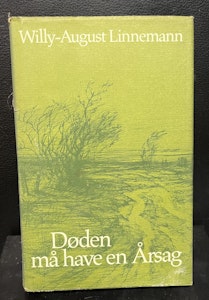 Willy-August Linnemann
Døden
må have en Årsag